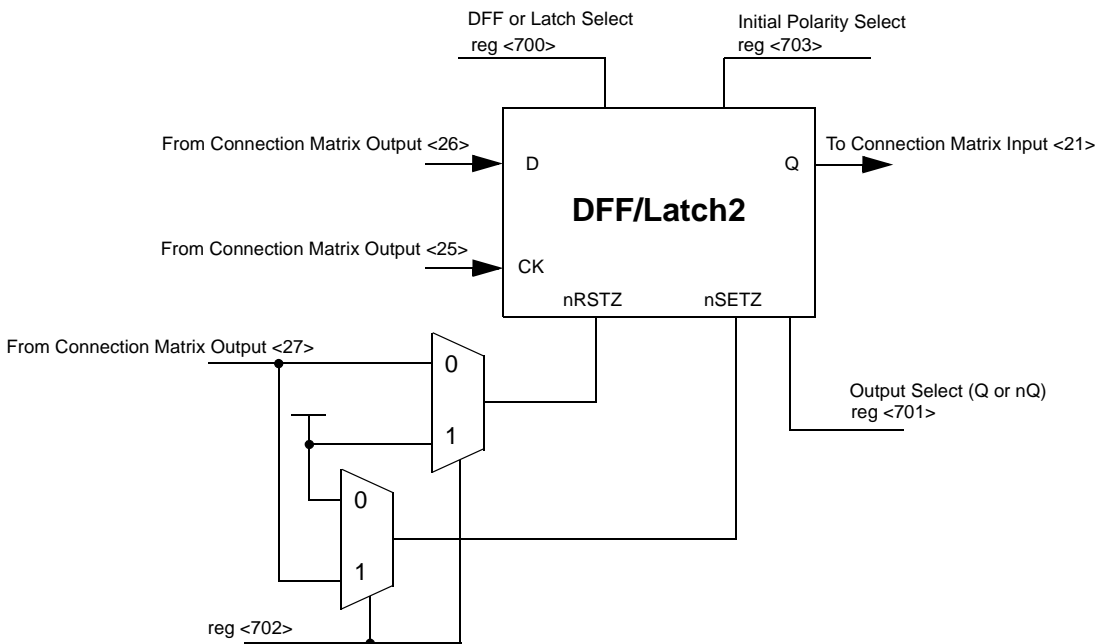 DFF or Latch Select
reg <700>
Initial Polarity Select
reg <703>
From Connection Matrix Output <26>
D
Q
To Connection Matrix Input <21>
DFF/Latch2
From Connection Matrix Output <25>
CK
nRSTZ
nSETZ
From Connection Matrix Output <27>
0
1
Output Select (Q or nQ)
reg <701>
0
1
reg <702>